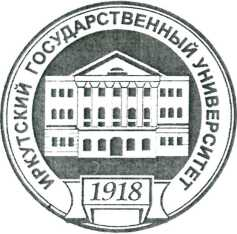 ИРКУТСКИЙ ГОСУДАРСТВЕННЫЙ УНИВЕРСИТЕТ
1918